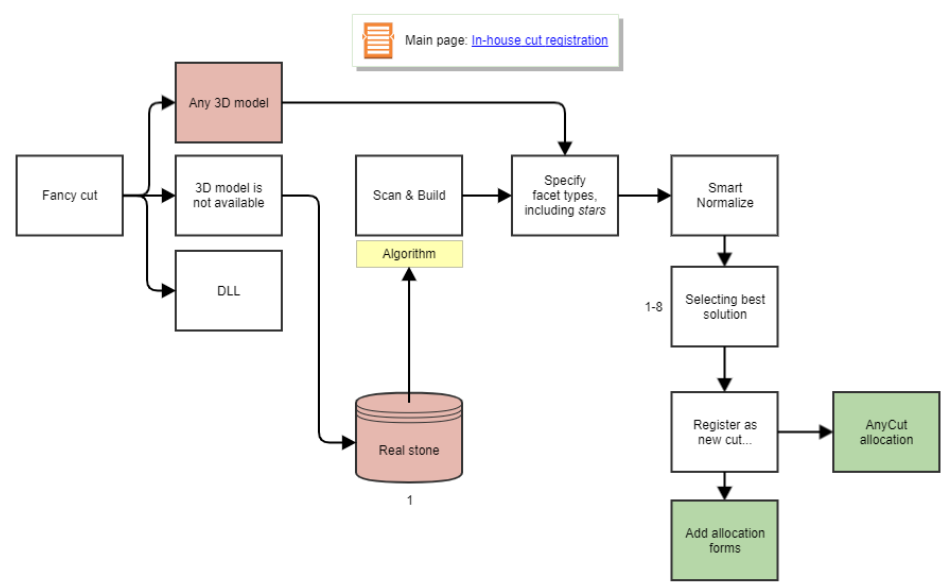 Main page: In-house cut registration
Any 3D model
Fancy cut
3D model is
not available
DLL
Scan & Build
Algorithm
Specify
facet types,
including stars
Smart
Normalize
1-8
Selecting best
solution
Real stone
1
Register as
new cut...
AnyCut
allocation
Add allocation
forms